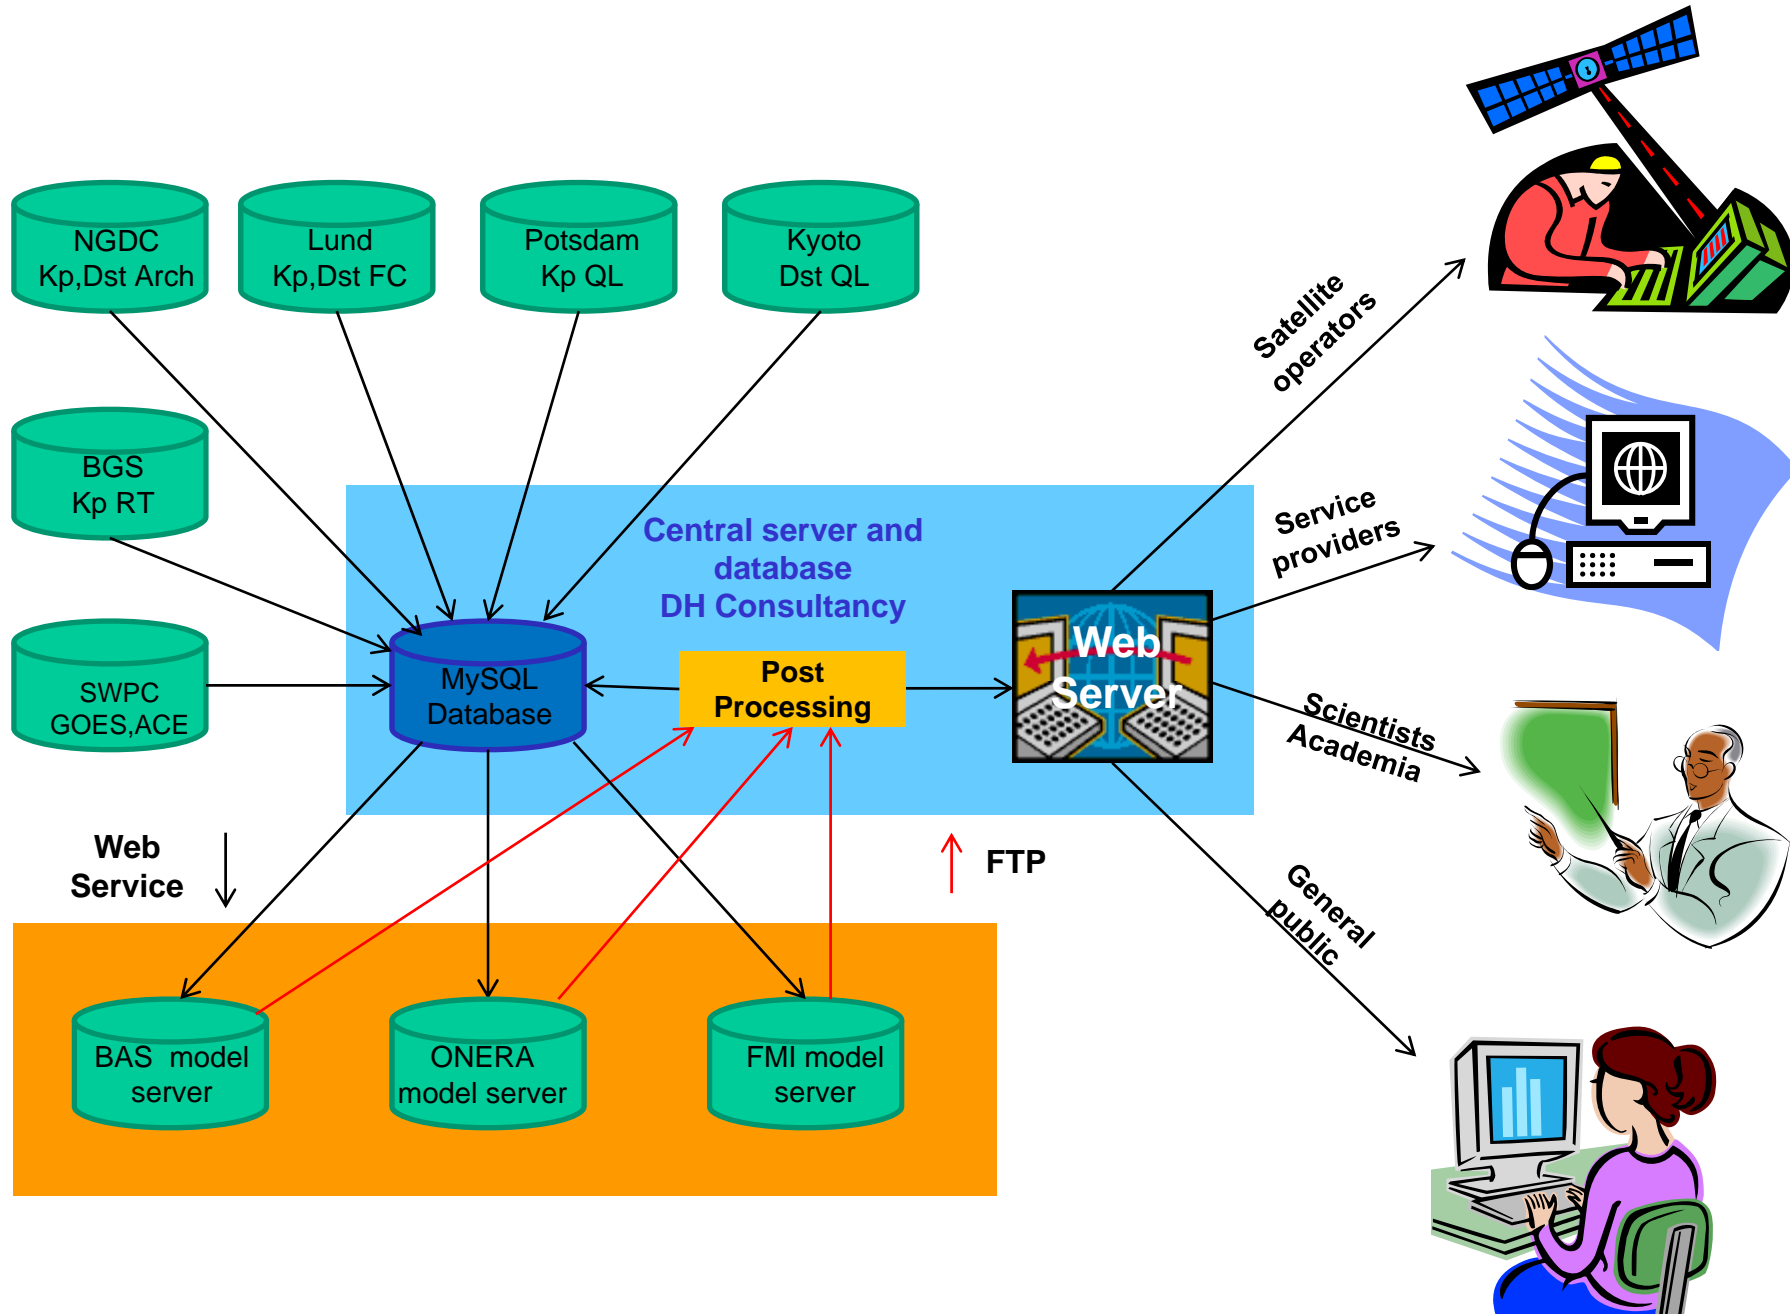 NGDC
Kp,Dst Arch
Lund
Kp,Dst FC
Potsdam
Kp QL
Kyoto
Dst QL
Satellite
operators
BGS
Kp RT
Central server and
database
DH Consultancy
Service
providers
SWPC
GOES,ACE
MySQL
Database
Post
Processing
Web
Server
Scientists
Academia
Web
Service
FTP
General
public
BAS model
server
ONERA
model server
FMI model
server